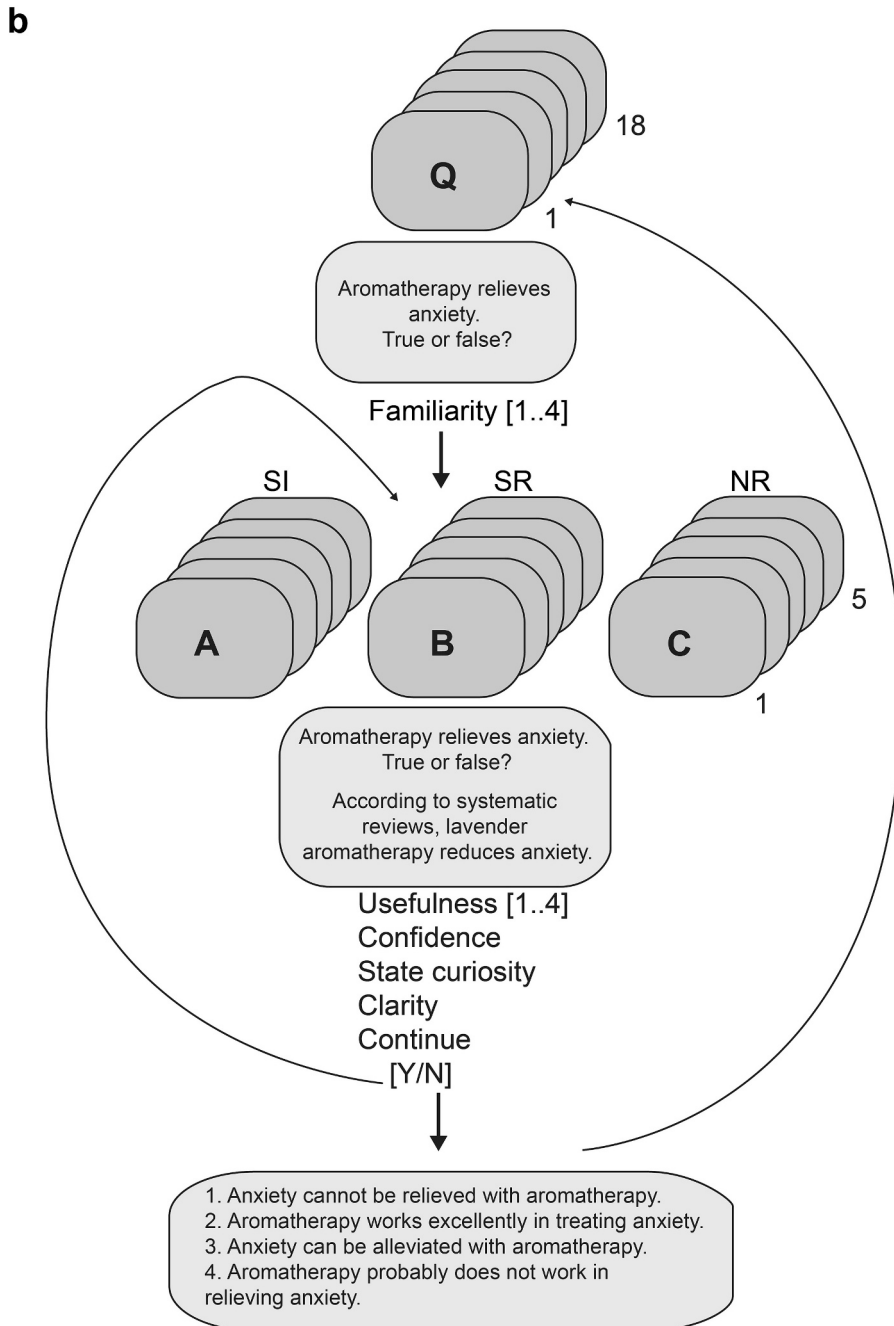 b
18
Q
1
Aromatherapy relieves
anxiety.
True or false?
Familiarity [1..4]
SI
SR
NR
5
A
B
C
1
Aromatherapy relieves anxiety.
True or false?
According to systematic
reviews, lavender
aromatherapy reduces anxiety.
Usefulness [1..4]
Confidence
State curiosity
Clarity
Continue
[Y/N]
1. Anxiety cannot be relieved with aromatherapy.
2. Aromatherapy works excellently in treating anxiety.
3. Anxiety can be alleviated with aromatherapy.
4. Aromatherapy probably does not work in
relieving anxiety.